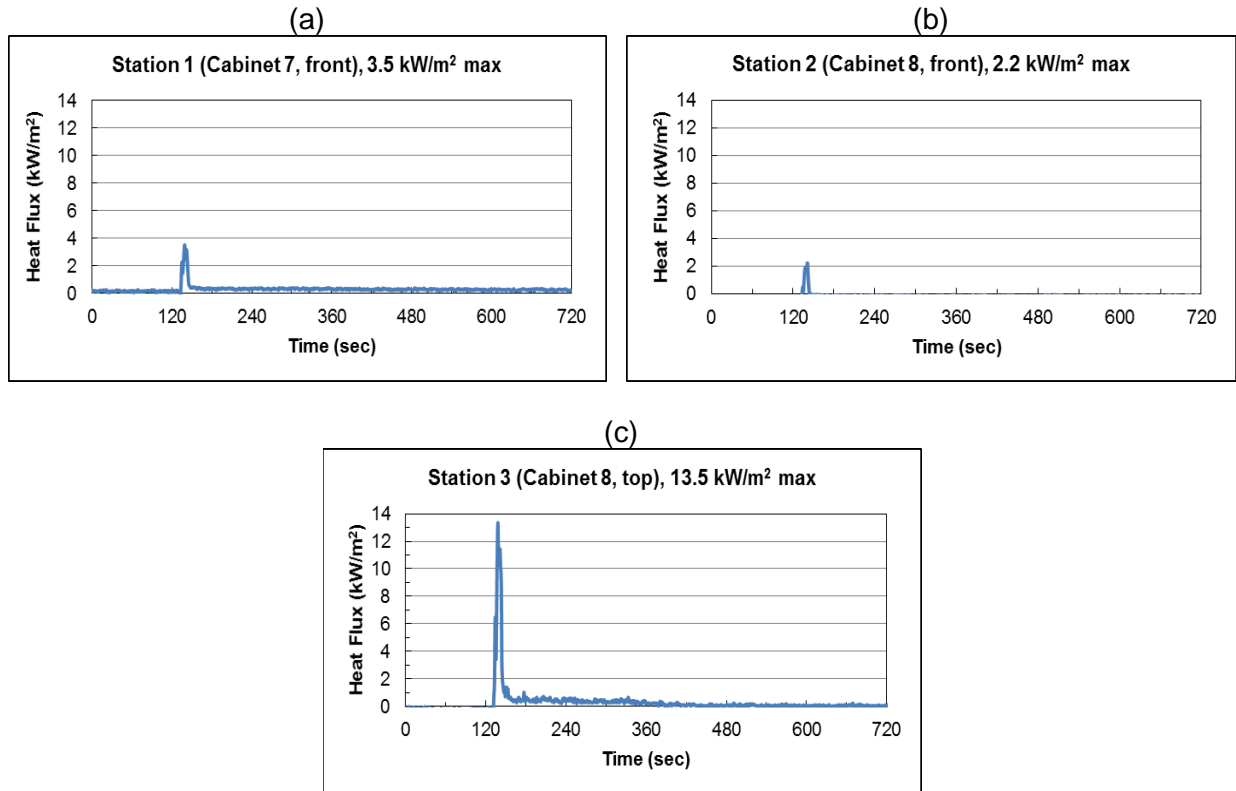 (a)
Station 1 (Cabinet 7, front), 3.5 kW/m² max
Heat Flux (kW/m²)
14
12
10
8
6
4
2
0
0 120 240 360 480 600 720
Time (sec)
(b)
Station 2 (Cabinet 8, front), 2.2 kW/m² max
Heat Flux (kW/m²)
14
12
10
8
6
4
2
0
0 120 240 360 480 600 720
Time (sec)
(c)
Station 3 (Cabinet 8, top), 13.5 kW/m² max
Heat Flux (kW/m²)
14
12
10
8
6
4
2
0
0 120 240 360 480 600 720
Time (sec)